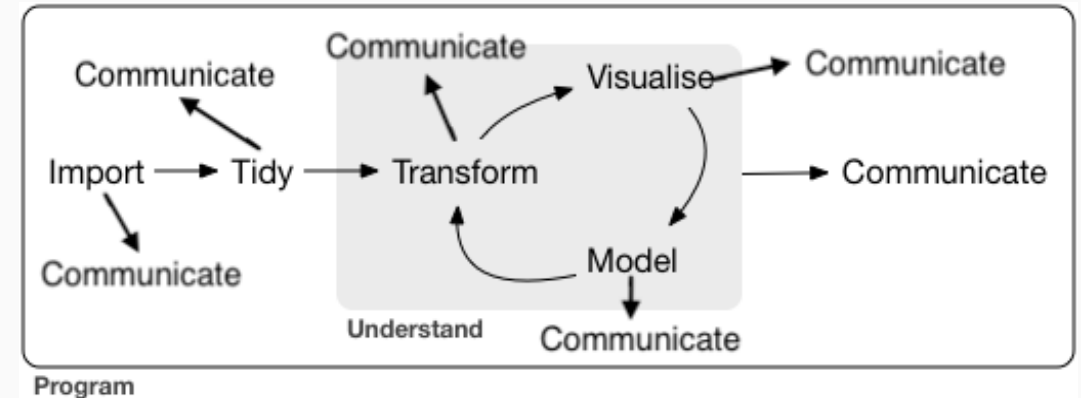 Communicate
Communicate
Visualise
Communicate
Import
Tidy
Transform
Communicate
Communicate
Model
Understand
Communicate
Program